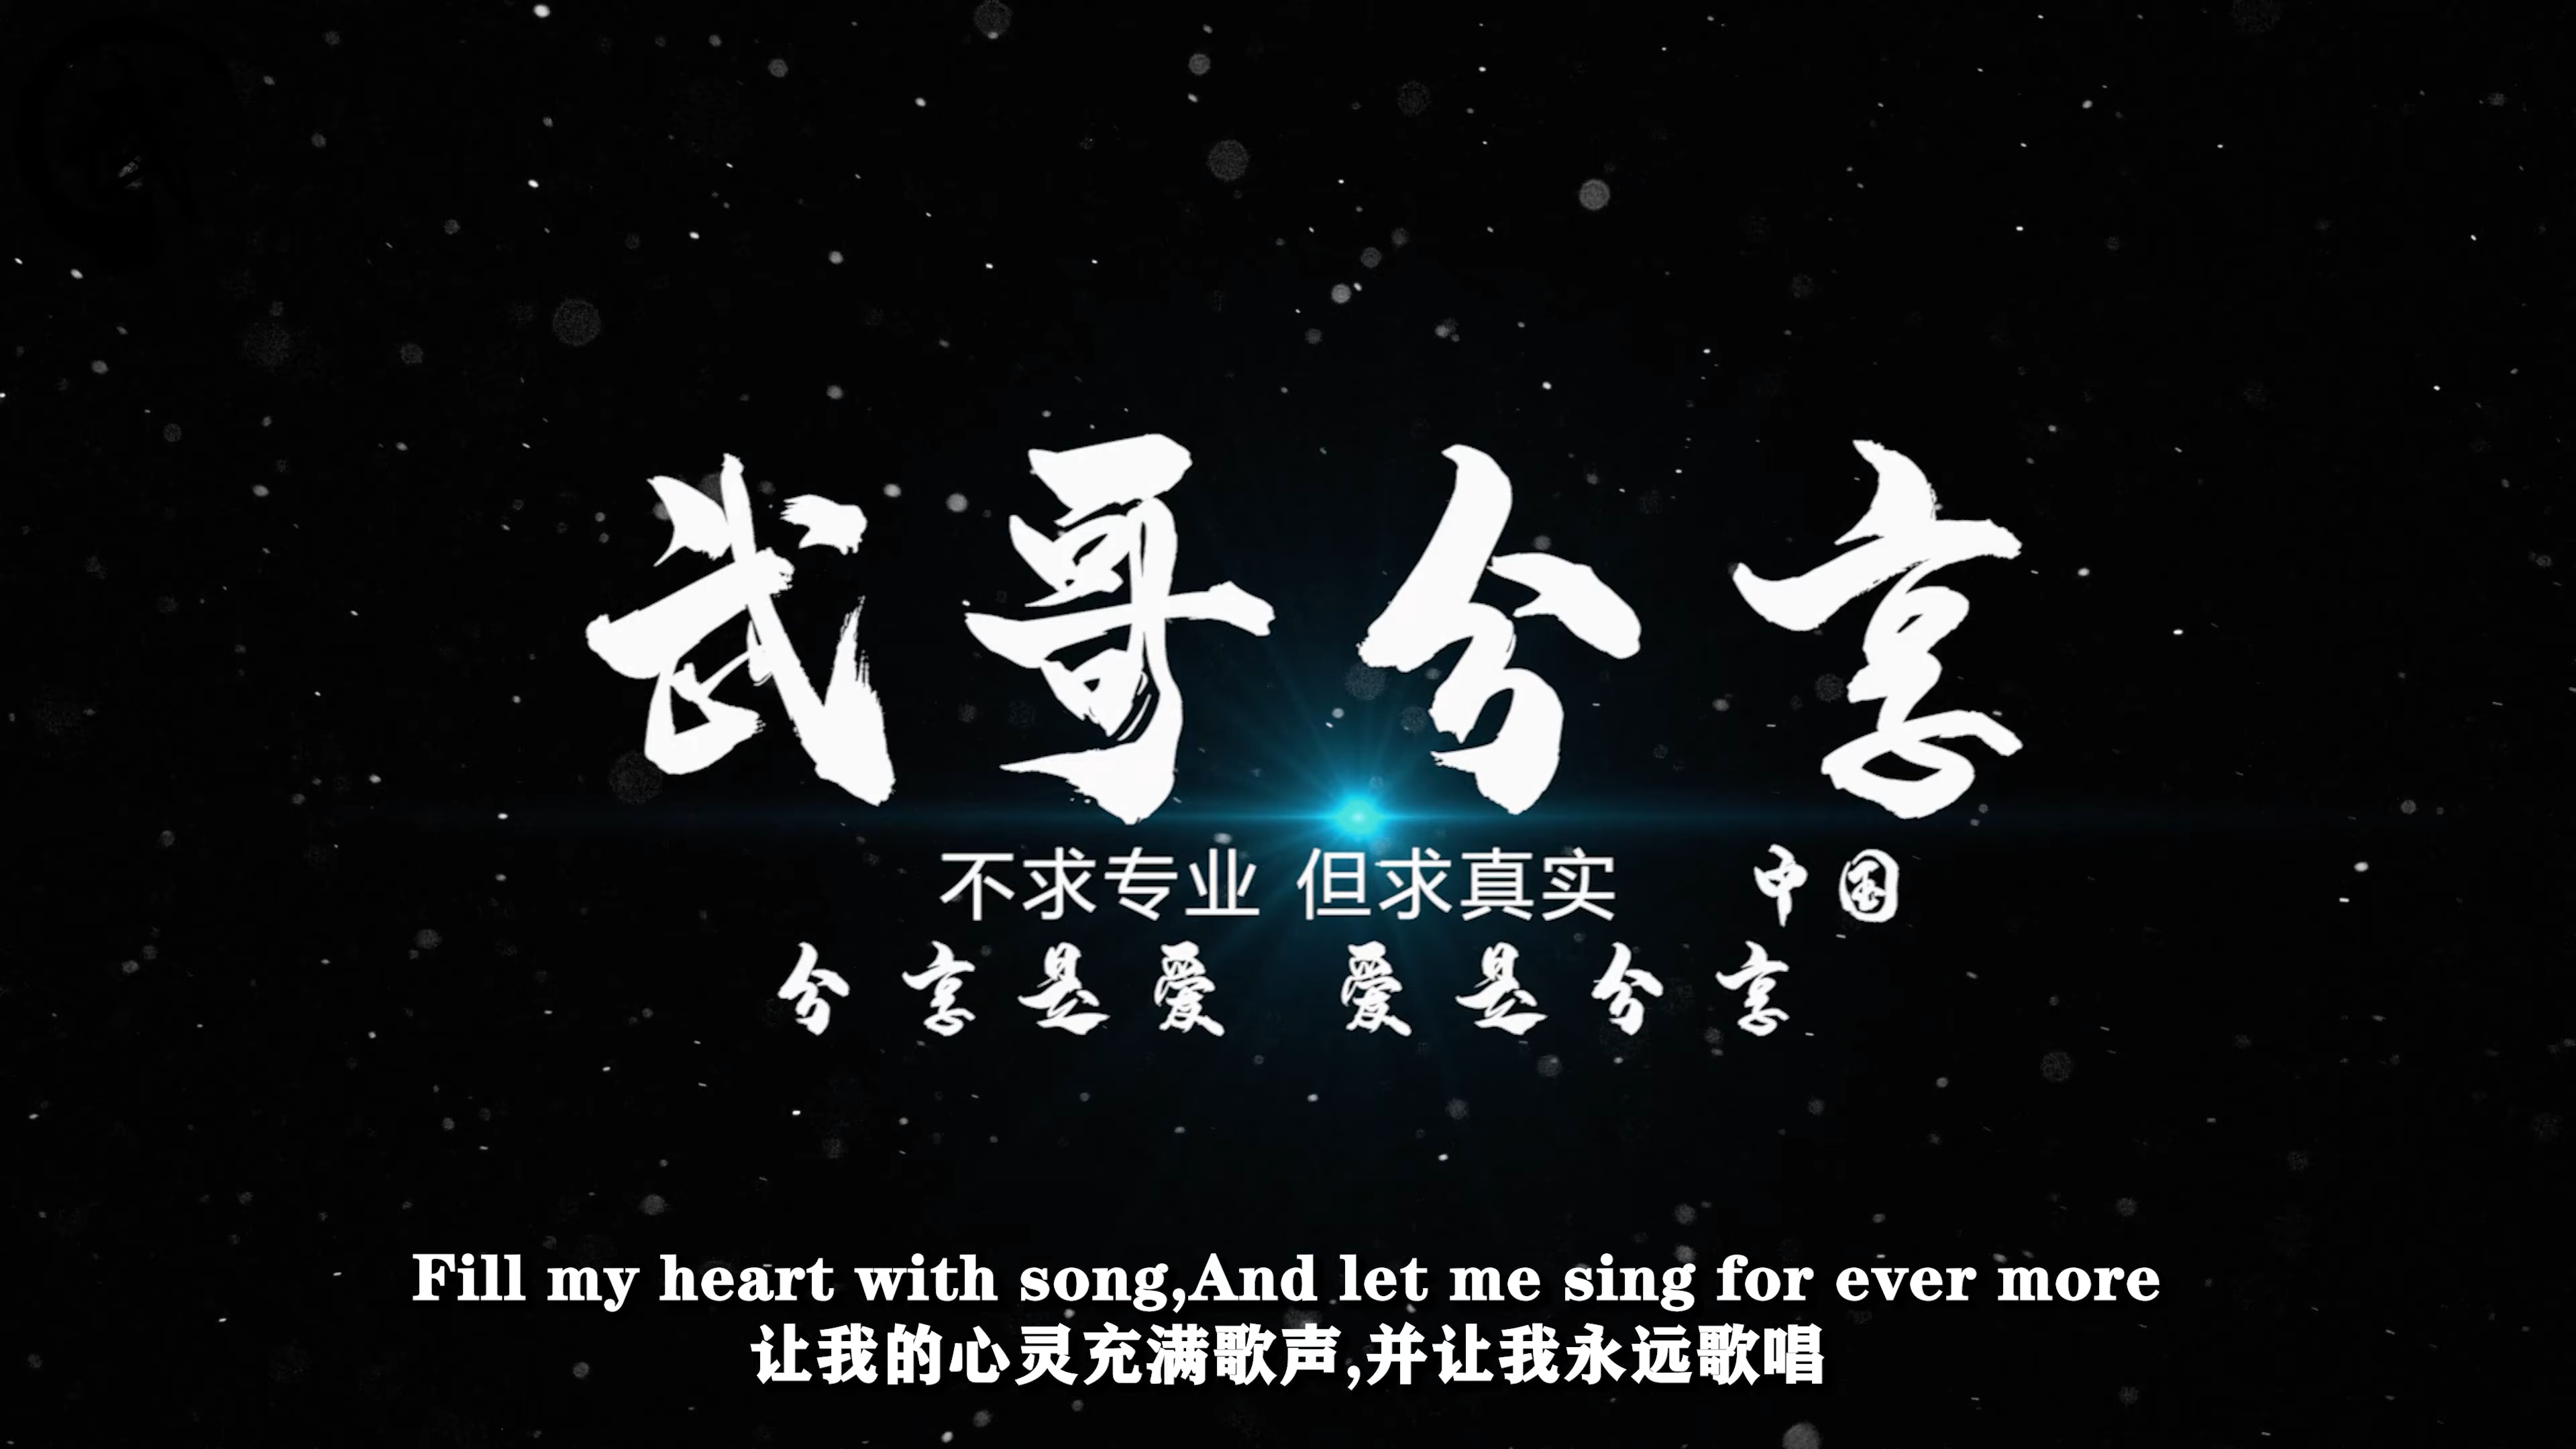 武哥分享
不求专业 但求真实 中国
分享是爱 爱是分享
Fill my heart with song,And let me sing for ever more
让我的心灵充满歌声,并让我永远歌唱